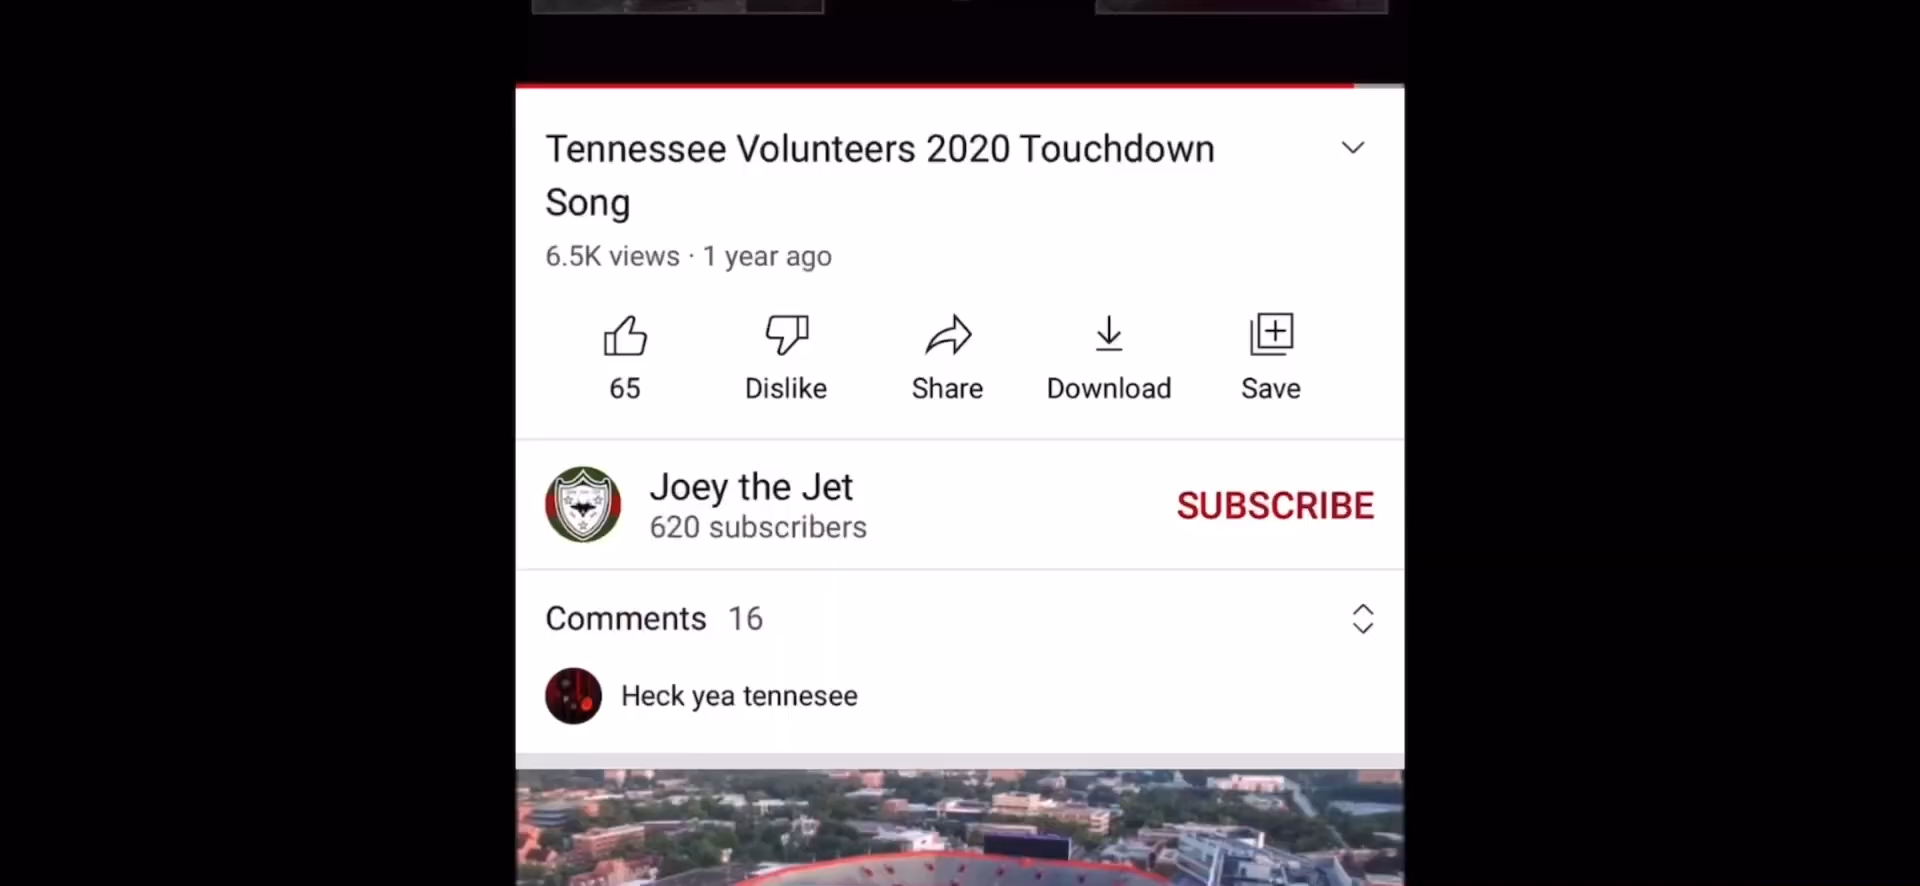 Tennessee Volunteers 2020 Touchdown
Song
6.5K views · 1 year ago
65
Dislike
Share
Download
Save
Joey the Jet
620 subscribers
SUBSCRIBE
Comments 16
Heck yea tennesee